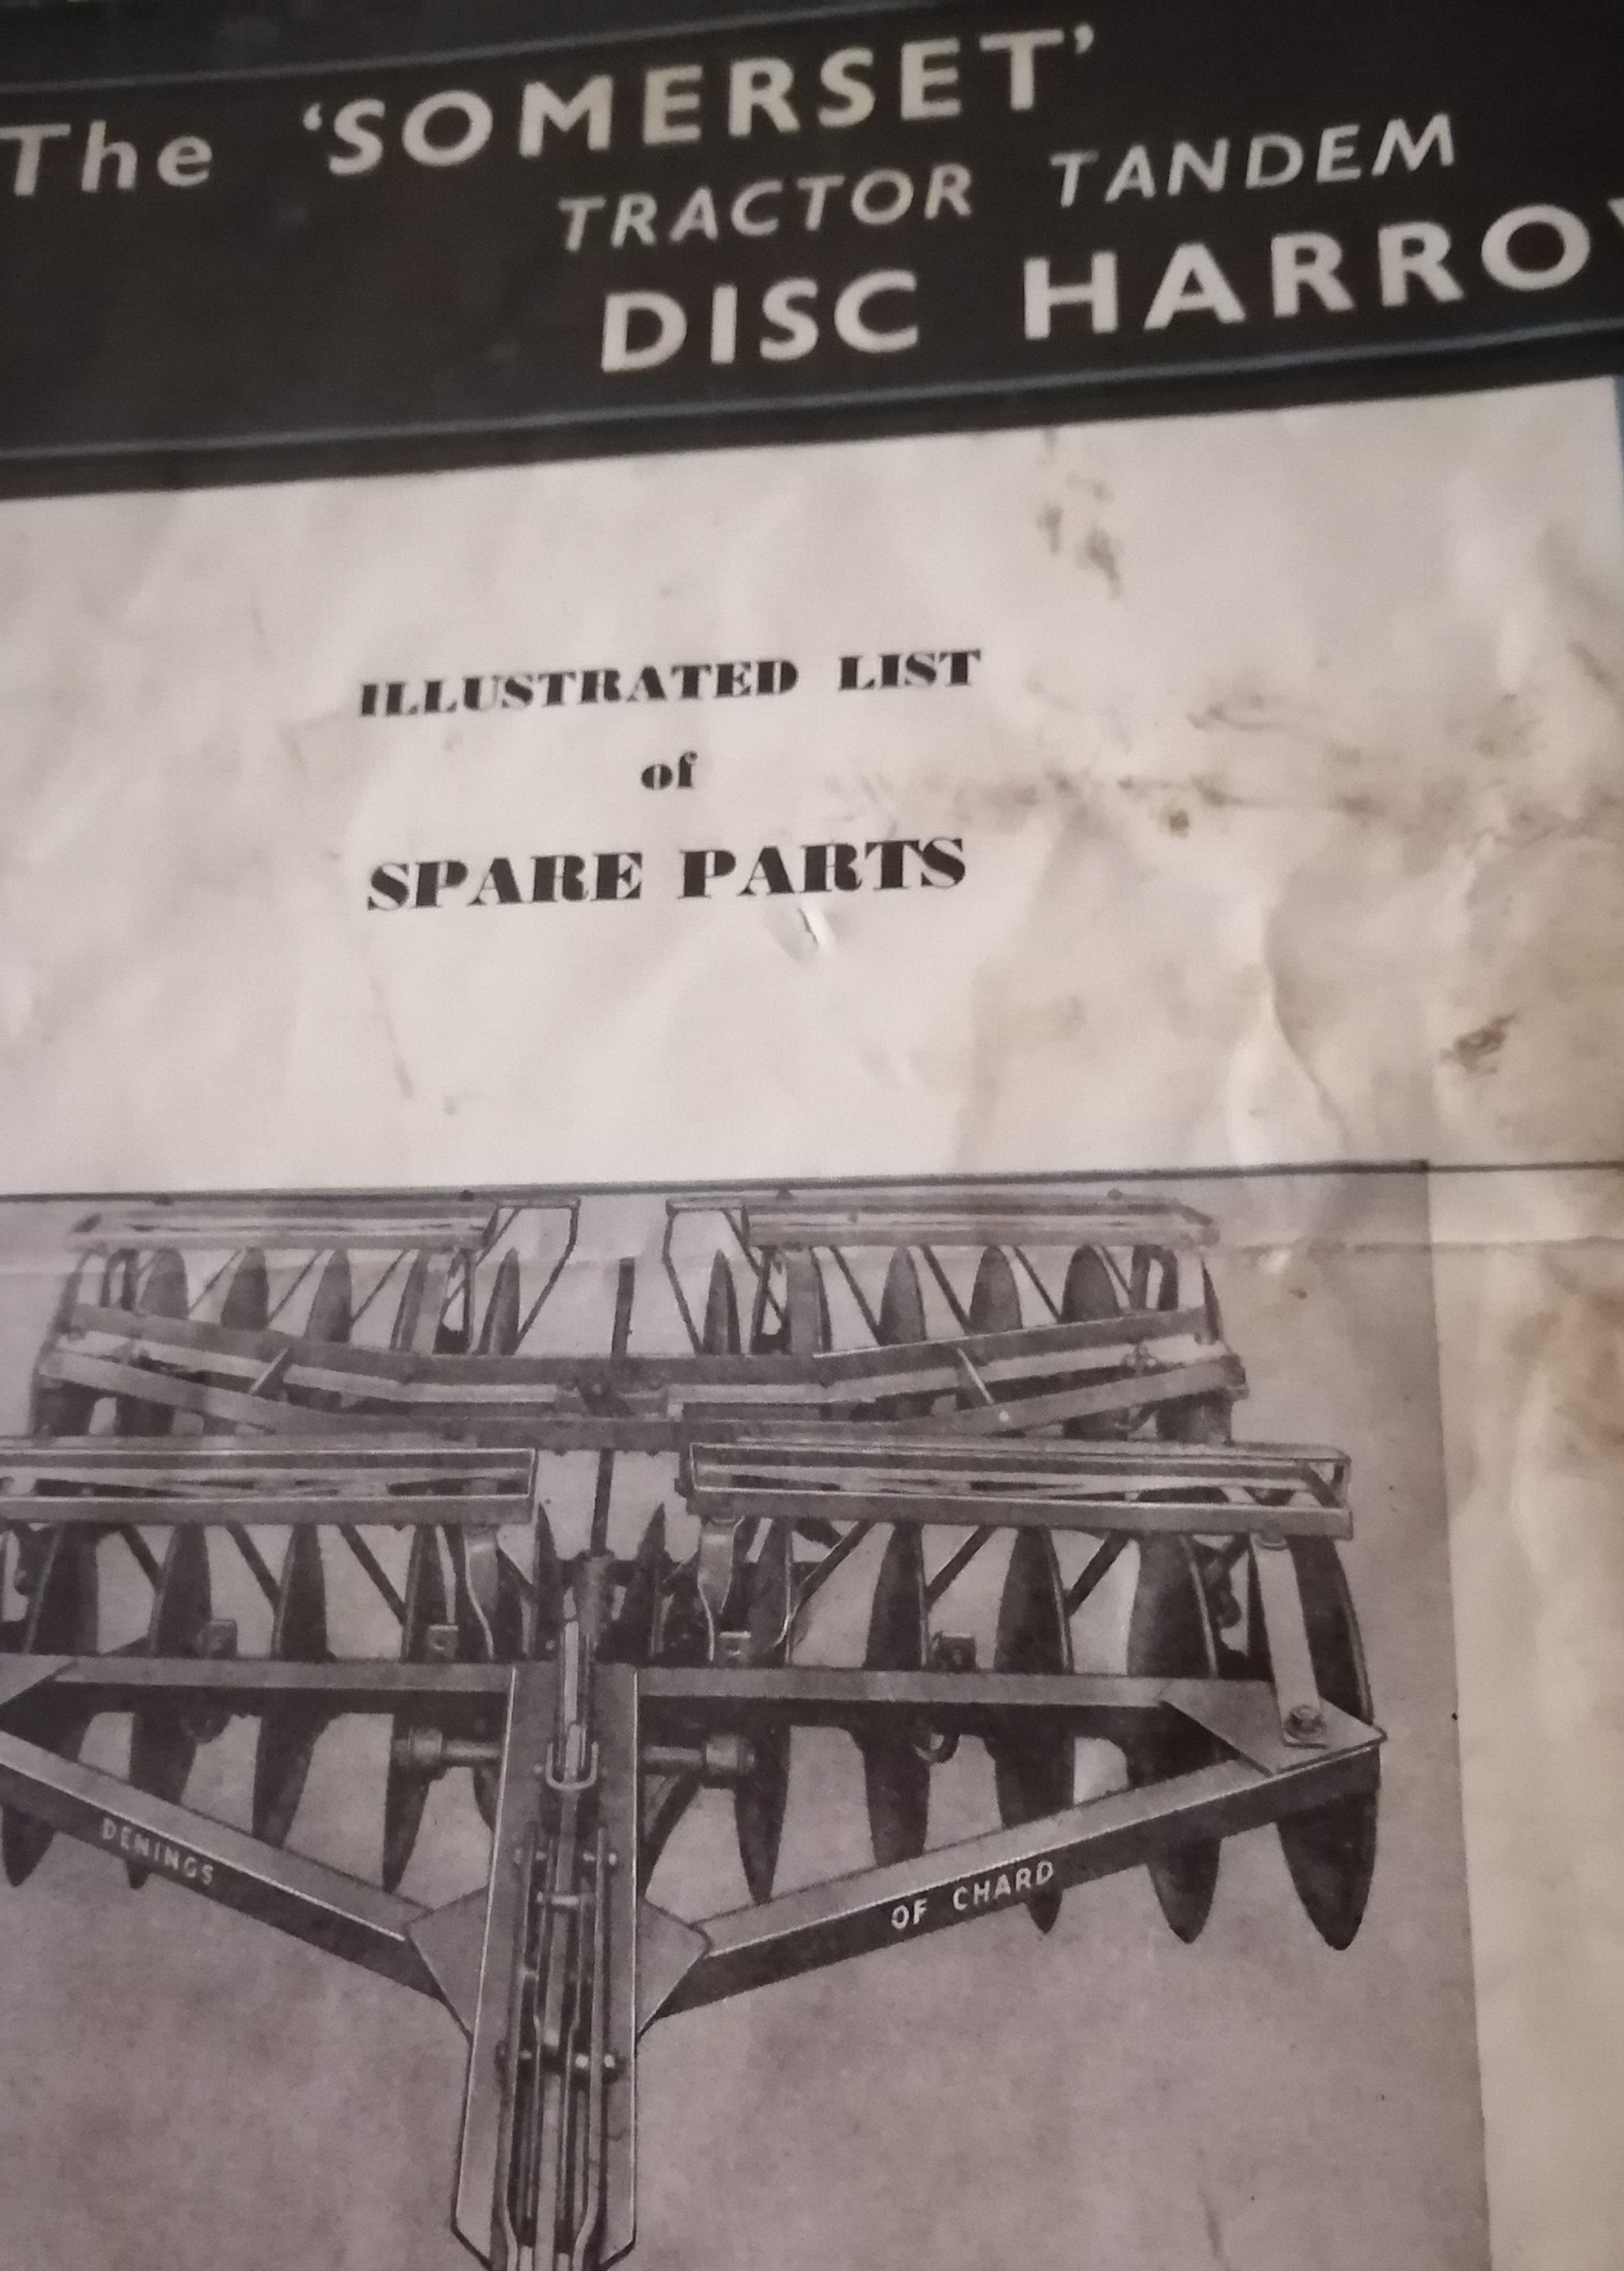 The ‘SOMERSET’
TRACTOR TANDEM
DISC HARRO
ILLUSTRATED LIST
of
SPARE PARTS
DENINGS
OF CHARD